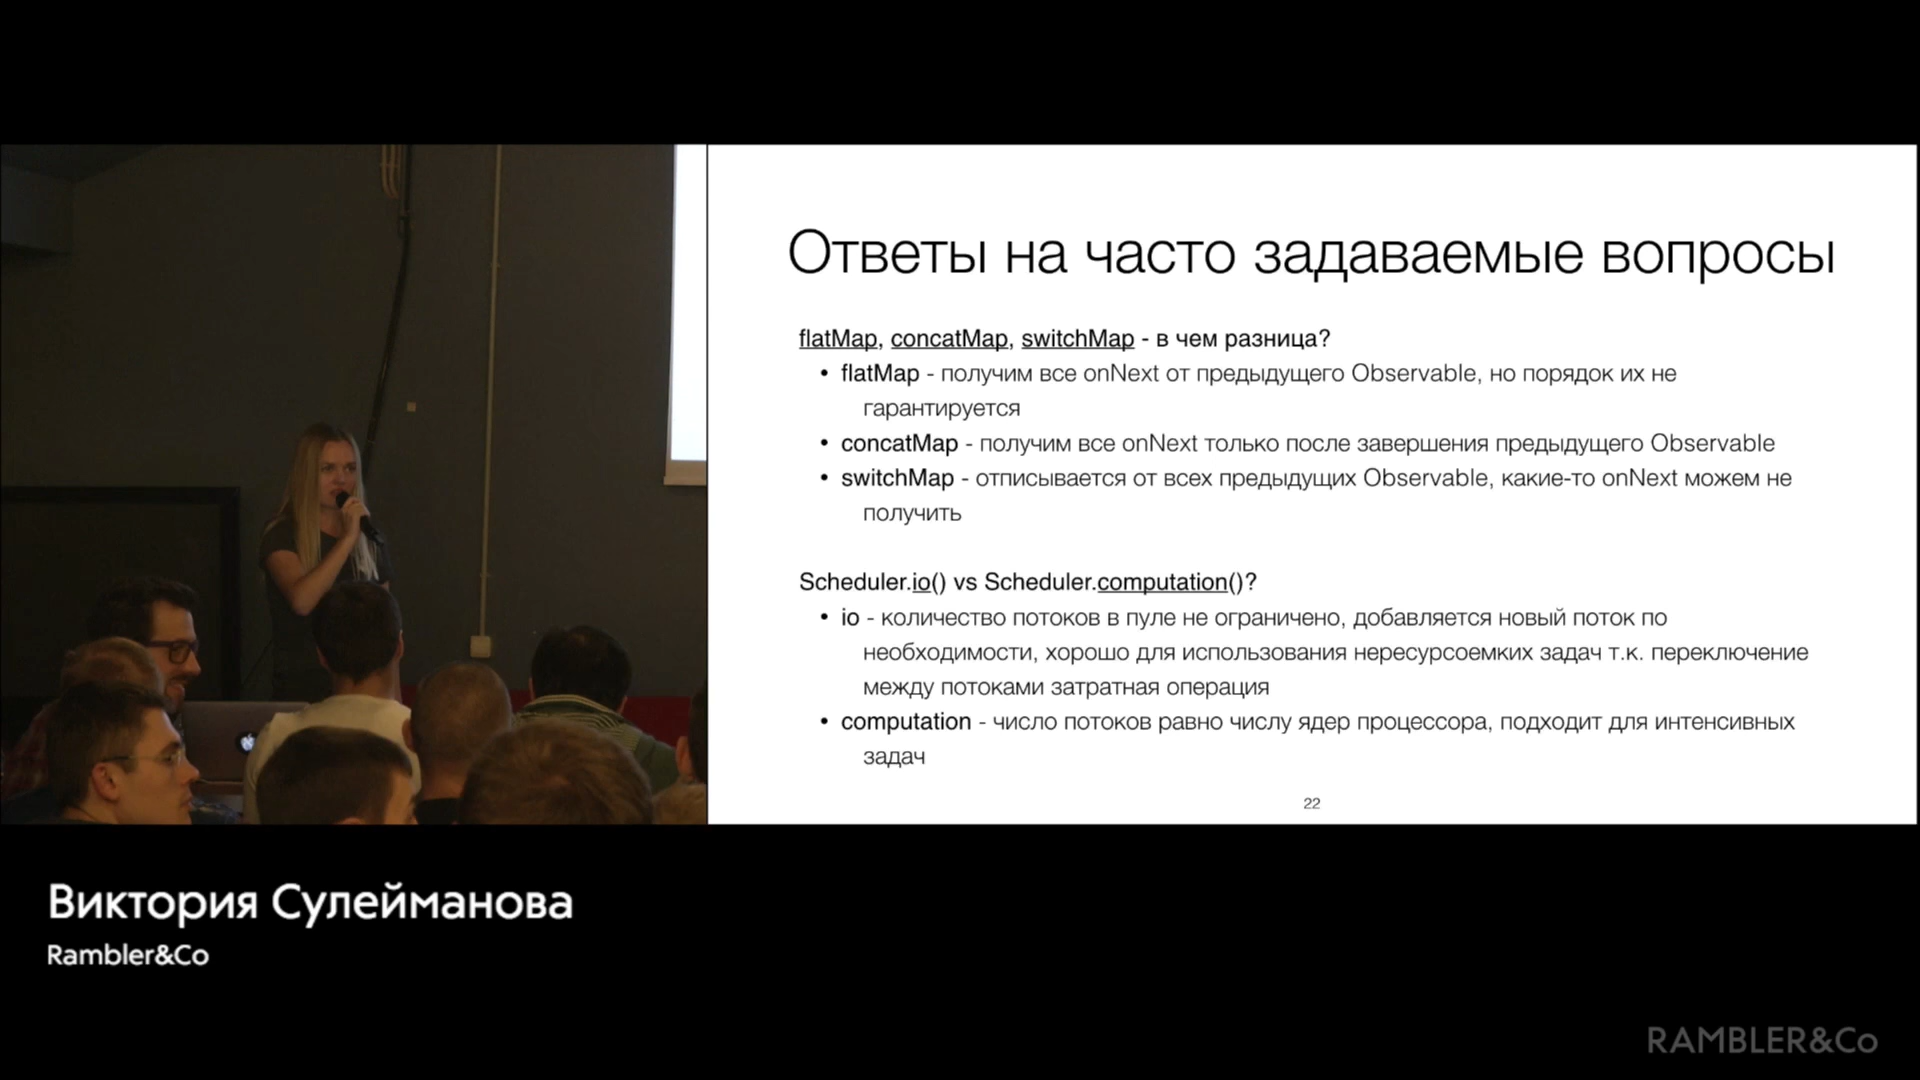 Ответы на часто задаваемые вопросы
flatMap, concatMap, switchMap - в чем разница?
• flatMap - получим все onNext от предыдущего Observable, но порядок их не
гарантируется
• concatMap - получим все onNext только после завершения предыдущего Observable
• switchMap - отписывается от всех предыдущих Observable, какие-то onNext можем не
получить
Scheduler.io() vs Scheduler.computation()?
• io - количество потоков в пуле не ограничено, добавляется новый поток по
необходимости, хорошо для использования нересурсоемких задач т.к. переключение
между потоками затратная операция
• computation - число потоков равно числу ядер процессора, подходит для интенсивных
задач
22
Виктория Сулейманова
Rambler&Co
RAMBLER&Co